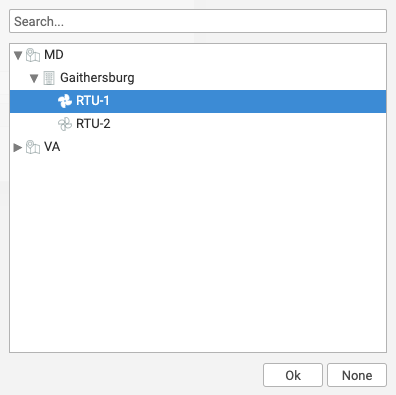 Search...
MD
Gaithersburg
RTU-1
RTU-2
VA
Ok None